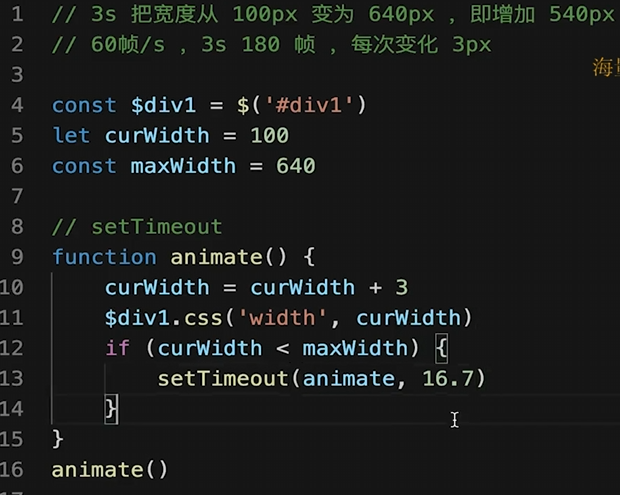 1 // 3s 把宽度从 100px 变为 640px ，即增加 540px
2 // 60帧/s ，3s 180 帧 ，每次变化 3px
3
海量
4 const $div1 = $('#div1')
5 let curWidth = 100
6 const maxWidth = 640
7
8 // setTimeout
9 function animate() {
10 curWidth = curWidth + 3
11 $div1.css('width', curWidth)
12 if (curWidth < maxWidth) {
13 setTimeout(animate, 16.7)
14 }
15 }
16 animate()